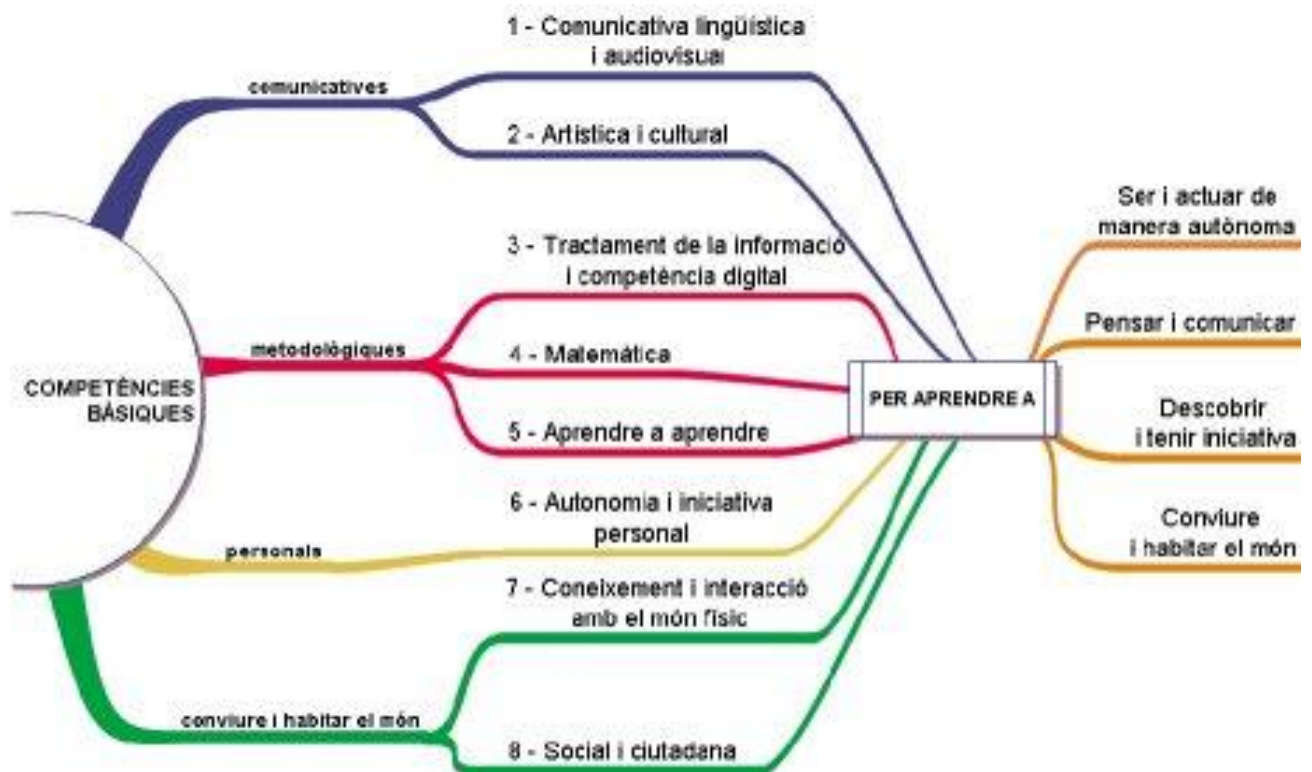 1 - Comunicativa lingüística
i audiovisual
comunicatives
2 - Artística i cultural
3 - Tractament de la informació
i competència digital
metodològiques
4 - Matemàtica
5 - Aprendre a aprendre
COMPETÈNCIES
BÀSIQUES
6 - Autonomia i iniciativa
personal
personals
7 - Coneixement i interacció
amb el món físic
conviure i habitar el món
8 - Social i ciutadana
PER APRENDRE A
Ser i actuar de
manera autònoma
Pensar i comunicar
Descobrir
i tenir iniciativa
Conviure
i habitar el món